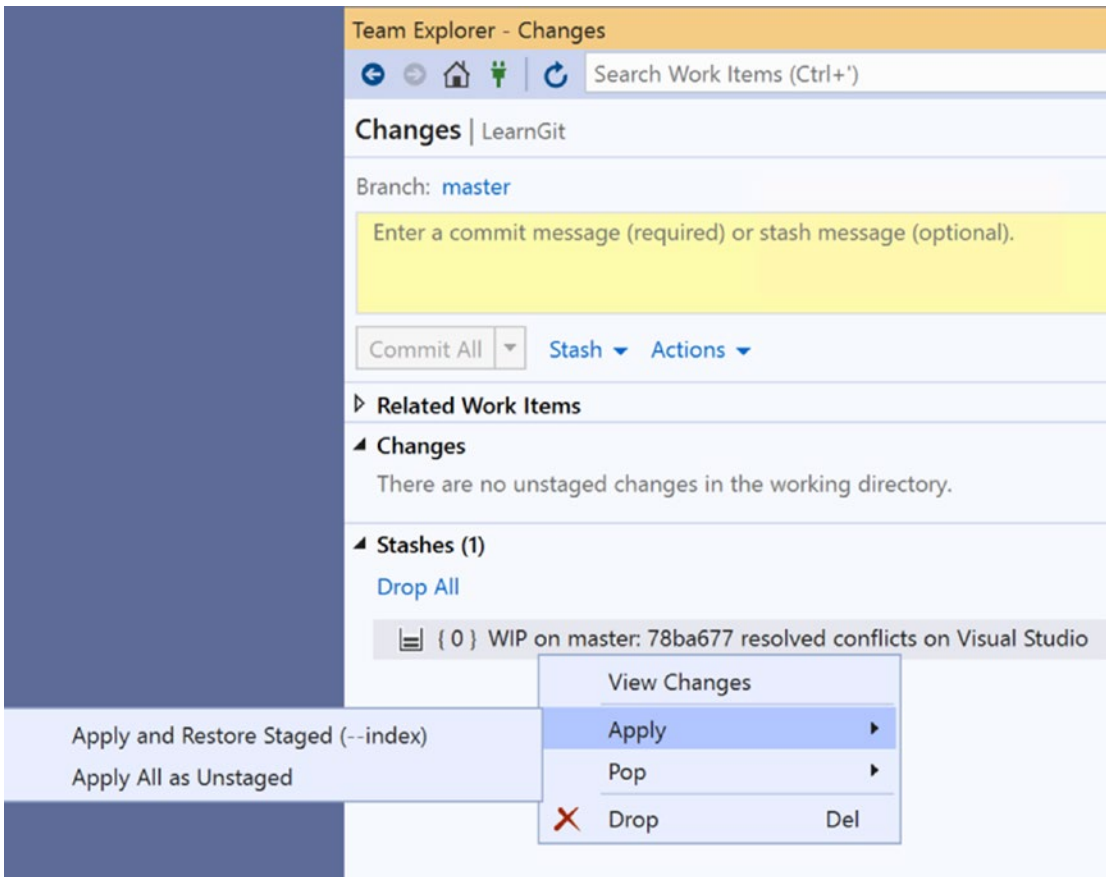 Team Explorer - Changes
Search Work Items (Ctrl+')
Changes | LearnGit
Branch: master
Enter a commit message (required) or stash message (optional).
Commit All Stash Actions
Related Work Items
Changes
There are no unstaged changes in the working directory.
Stashes (1)
Drop All
{ 0 } WIP on master: 78ba677 resolved conflicts on Visual Studio
View Changes
Apply
Apply and Restore Staged (--index)
Apply All as Unstaged
Pop
Drop Del